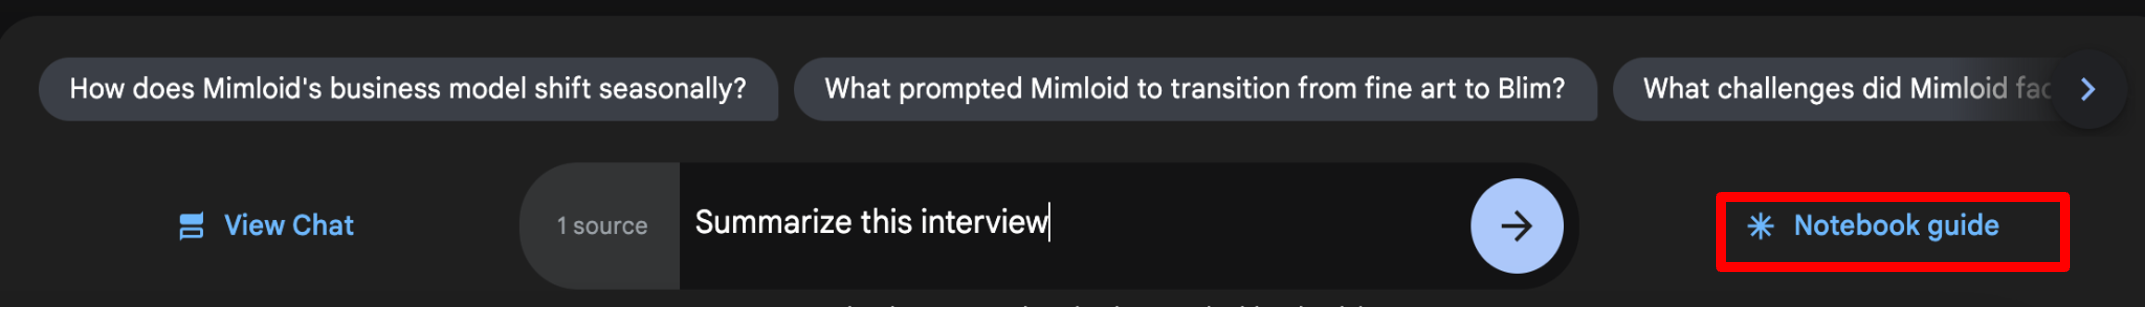 How does Mimloid's business model shift seasonally?
What prompted Mimloid to transition from fine art to Blim?
What challenges did Mimloid fac
View Chat
1 source
Summarize this interview
Notebook guide